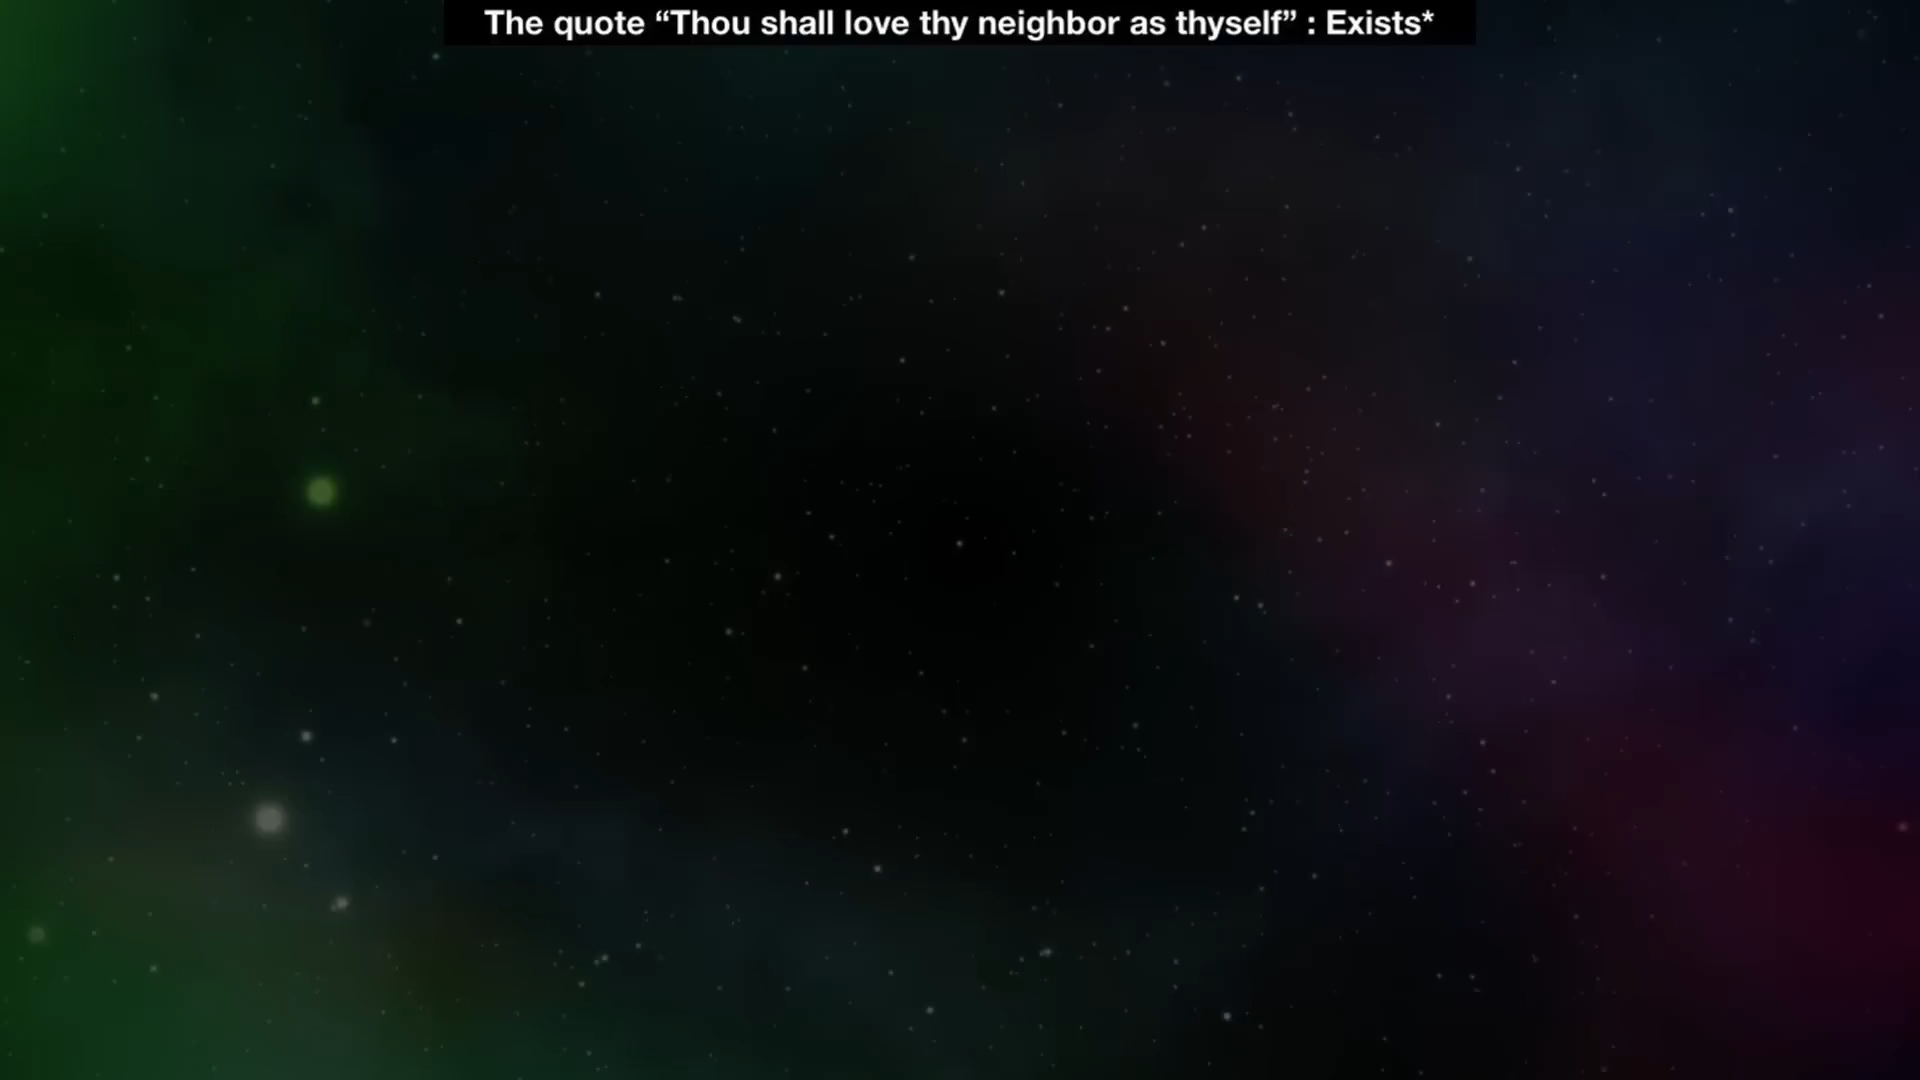 The quote “Thou shall love thy neighbor as thyself” : Exists*